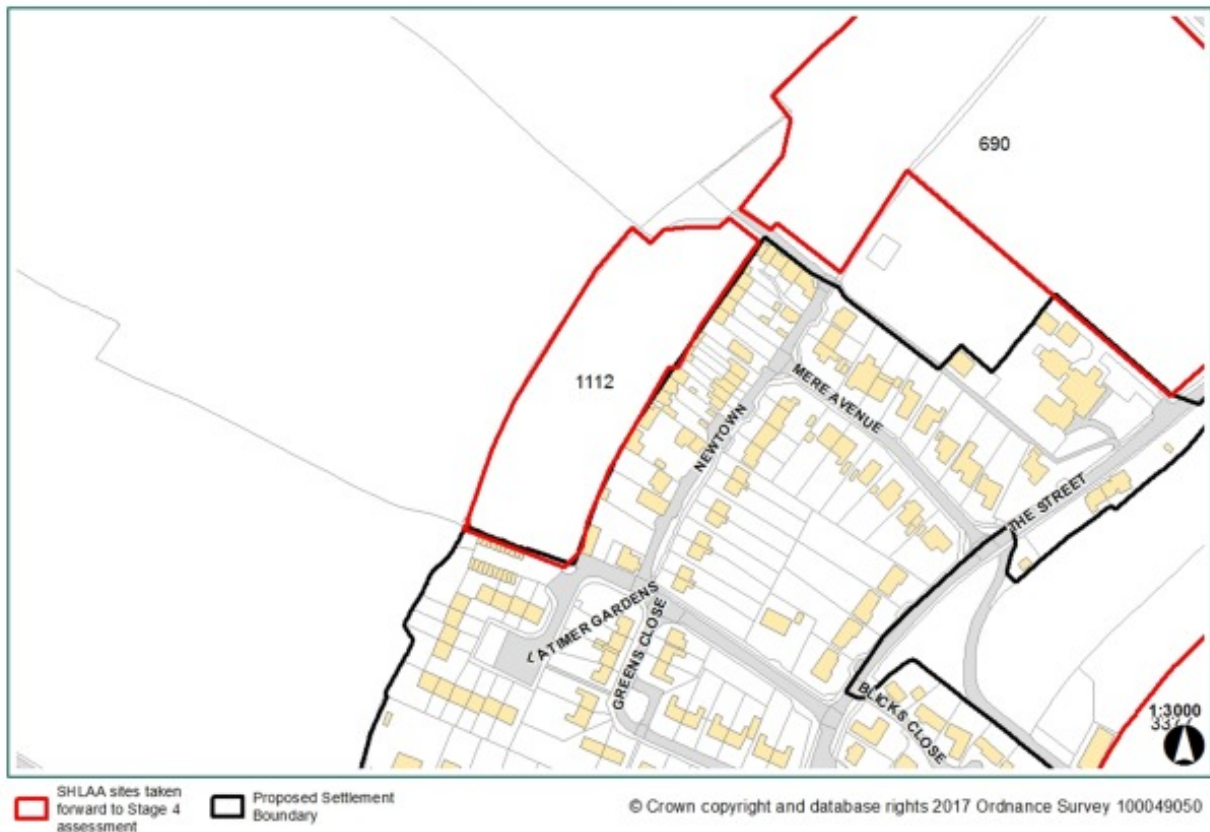 690
1112
MERE AVENUE
NEWTOWN
THE STREET
LATIMER GARDENS
GREENS CLOSE
BLICKS CLOSE
1:3000
SHLAA sites taken
forward to Stage 4
assessment
Proposed Settlement
Boundary
© Crown copyright and database rights 2017 Ordnance Survey 100049050